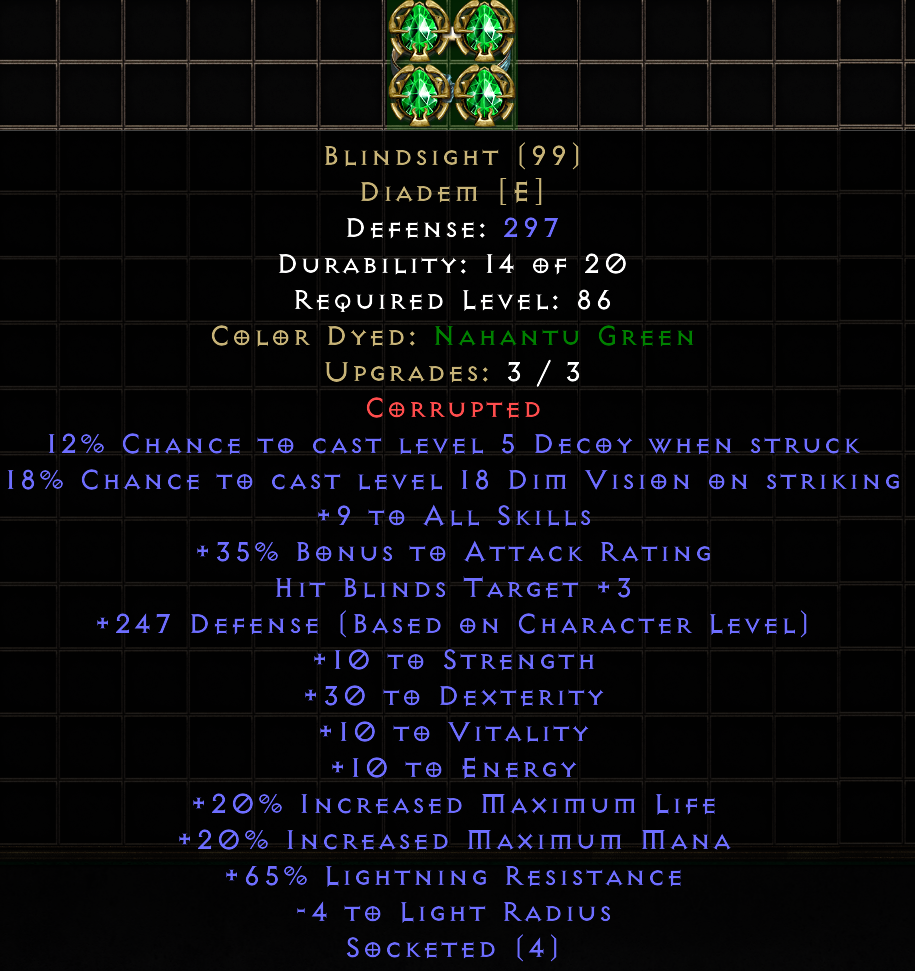 Blindsight (99)
Diadem [E]
Defense: 297
Durability: 14 of 20
Required Level: 86
Color Dyed: Nahantu Green
Upgrades: 3 / 3
Corrupted
12% Chance to cast level 5 Decoy when struck
18% Chance to cast level 18 Dim Vision on striking
+9 to All Skills
+35% Bonus to Attack Rating
Hit Blinds Target +3
+247 Defense (Based on Character Level)
+10 to Strength
+30 to Dexterity
+10 to Vitality
+10 to Energy
+20% Increased Maximum Life
+20% Increased Maximum Mana
+65% Lightning Resistance
-4 to Light Radius
Socketed (4)